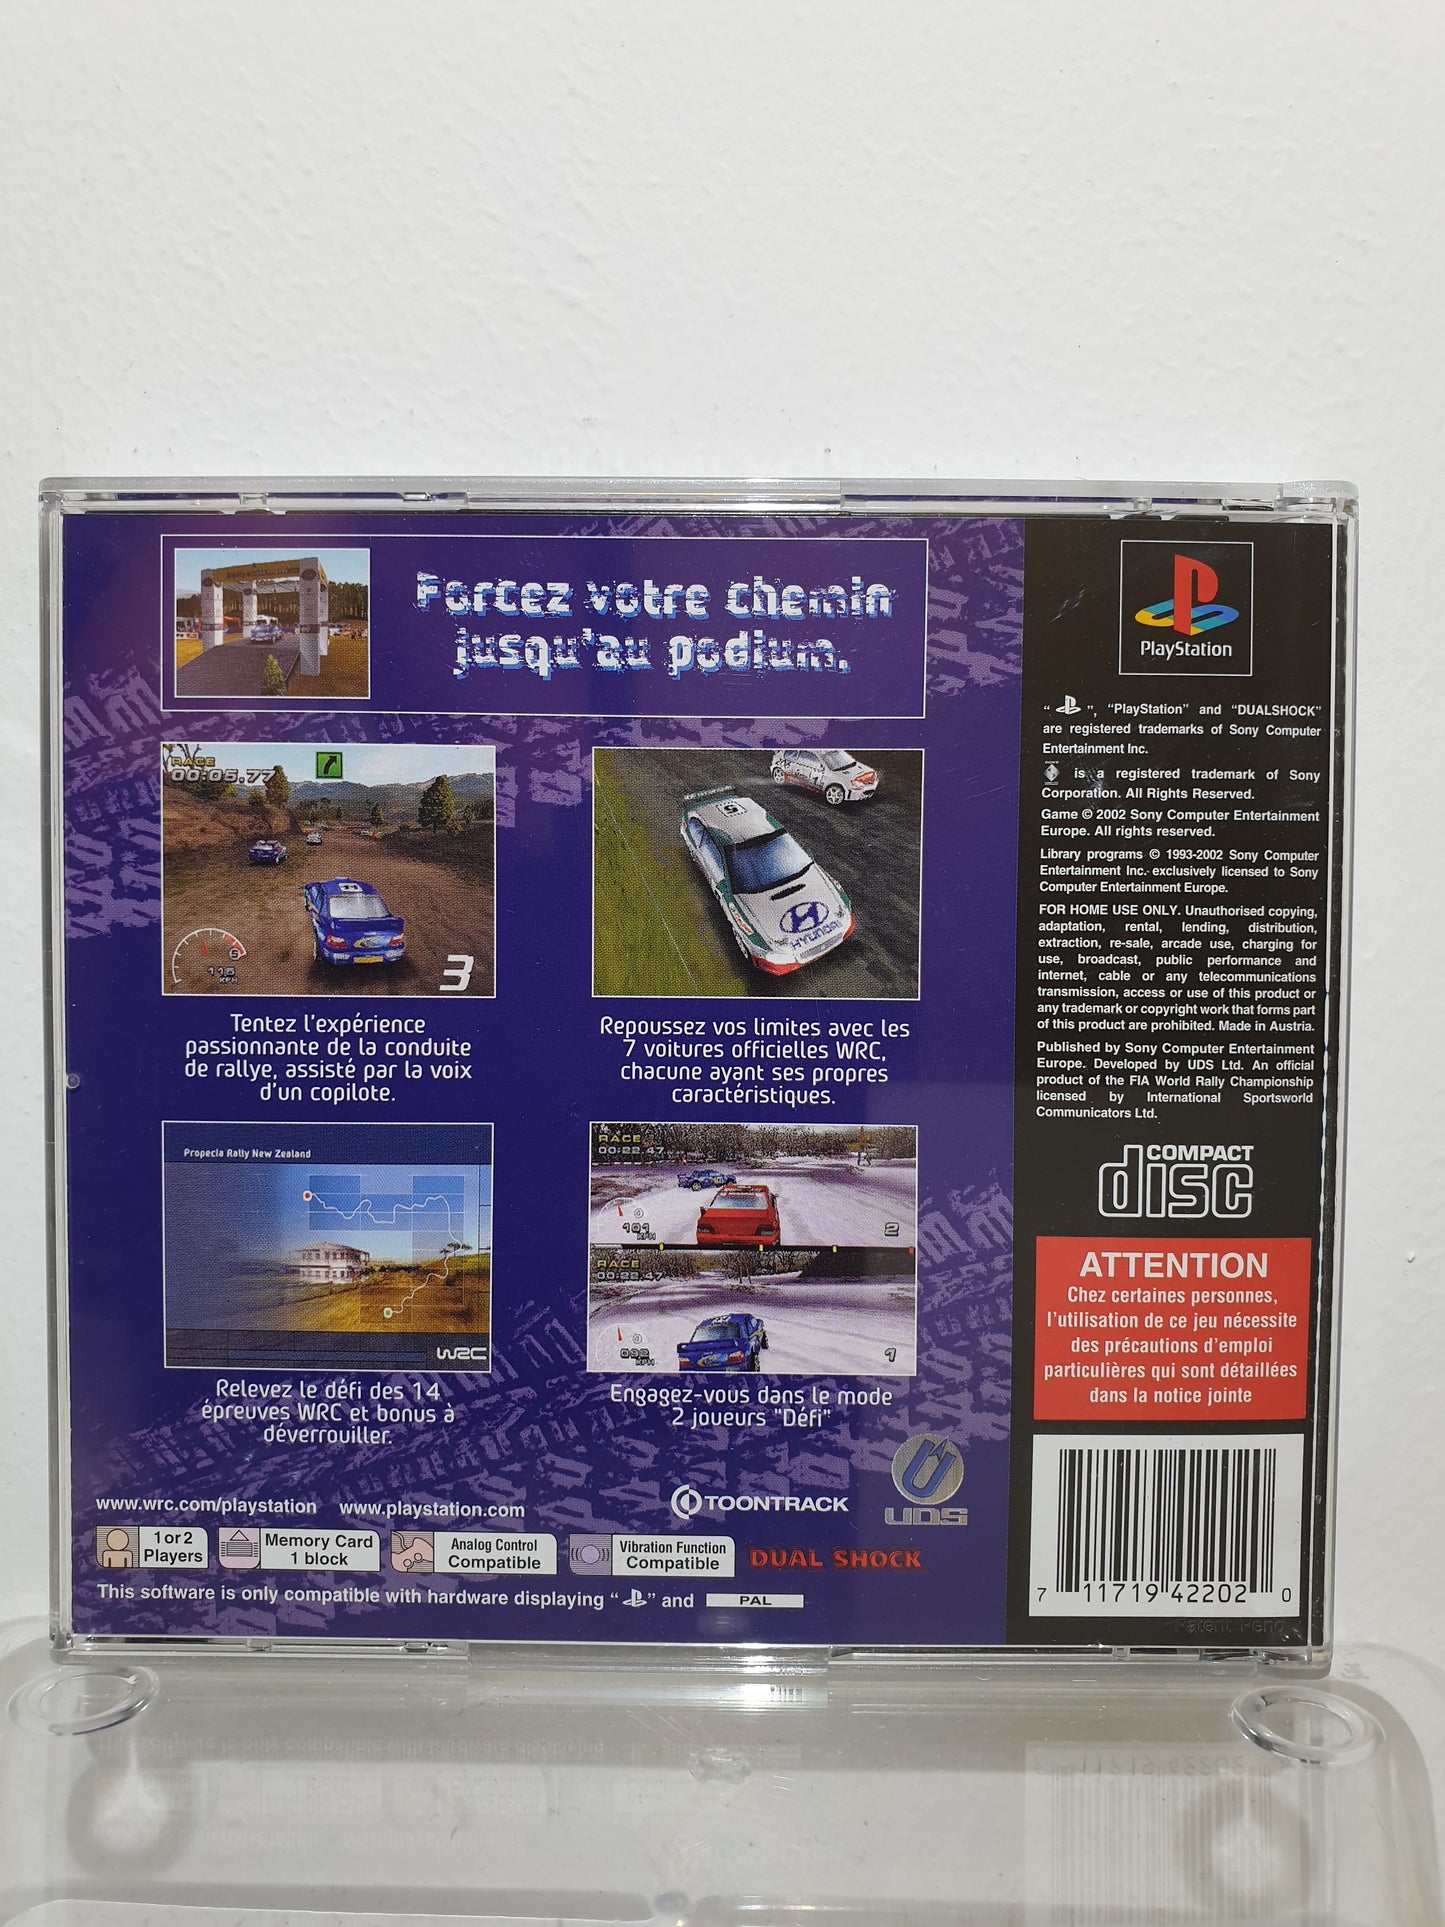 Forcez votre chemin
jusqu'au podium.
RACE
00:05.77
115
KPH
3
5
HYUNDAI
Tentez l'expérience
passionnante de la conduite
de rallye, assisté par la voix
d'un copilote.
Repoussez vos limites avec les
7 voitures officielles WRC,
chacune ayant ses propres
caractéristiques.
Propecia Rally New Zealand
WRC
RACE
00:22.47
101
KPH
2
RACE
00:22.47
092
KPH
1
Relevez le défi des 14
épreuves WRC et bonus à
déverrouiller.
Engagez-vous dans le mode
2 joueurs "Défi"
www.wrc.com/playstation www.playstation.com
TOONTRACK
UDS
1 or 2
Players
Memory Card
1 block
Analog Control
Compatible
Vibration Function
Compatible
DUAL SHOCK
This software is only compatible with hardware displaying " " and PAL
PlayStation
" ", "PlayStation" and "DUALSHOCK"
are registered trademarks of Sony Computer
Entertainment Inc.
is a registered trademark of Sony
Corporation. All Rights Reserved.
Game © 2002 Sony Computer Entertainment
Europe. All rights reserved.
Library programs © 1993-2002 Sony Computer
Entertainment Inc. exclusively licensed to Sony
Computer Entertainment Europe.
FOR HOME USE ONLY. Unauthorised copying,
adaptation, rental, lending, distribution,
extraction, re-sale, arcade use, charging for
use, broadcast, public performance and
internet, cable or any telecommunications
transmission, access or use of this product or
any trademark or copyright work that forms part
of this product are prohibited. Made in Austria.
Published by Sony Computer Entertainment
Europe. Developed by UDS Ltd. An official
product of the FIA World Rally Championship
licensed by International Sportsworld
Communicators Ltd.
COMPACT
disc
ATTENTION
Chez certaines personnes,
l'utilisation de ce jeu nécessite
des précautions d'emploi
particulières qui sont détaillées
dans la notice jointe
7 11719 42202 0